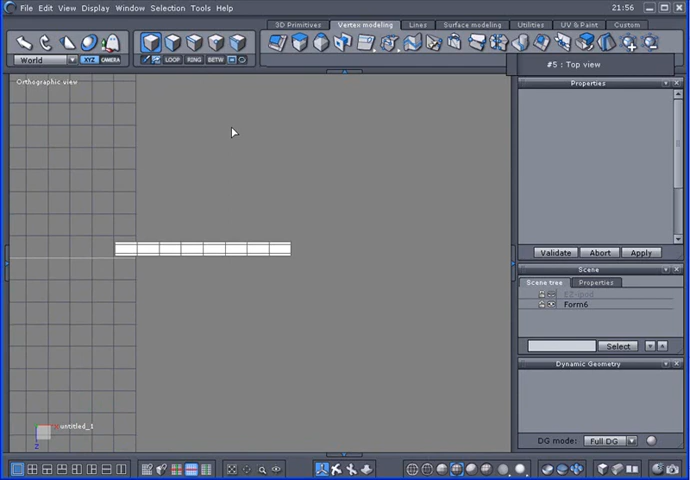 File Edit View Display Window Selection Tools Help 21:56
3D Primitives Vertex modeling Lines Surface modeling Utilities UV & Paint Custom
World XYZ CAMERA LOOP RING BETW
#5 : Top view
Orthographic view
Properties
Validate Abort Apply
Scene
Scene tree Properties
Form6
Select
Dynamic Geometry
untitled_1
Z
DG mode: Full DG